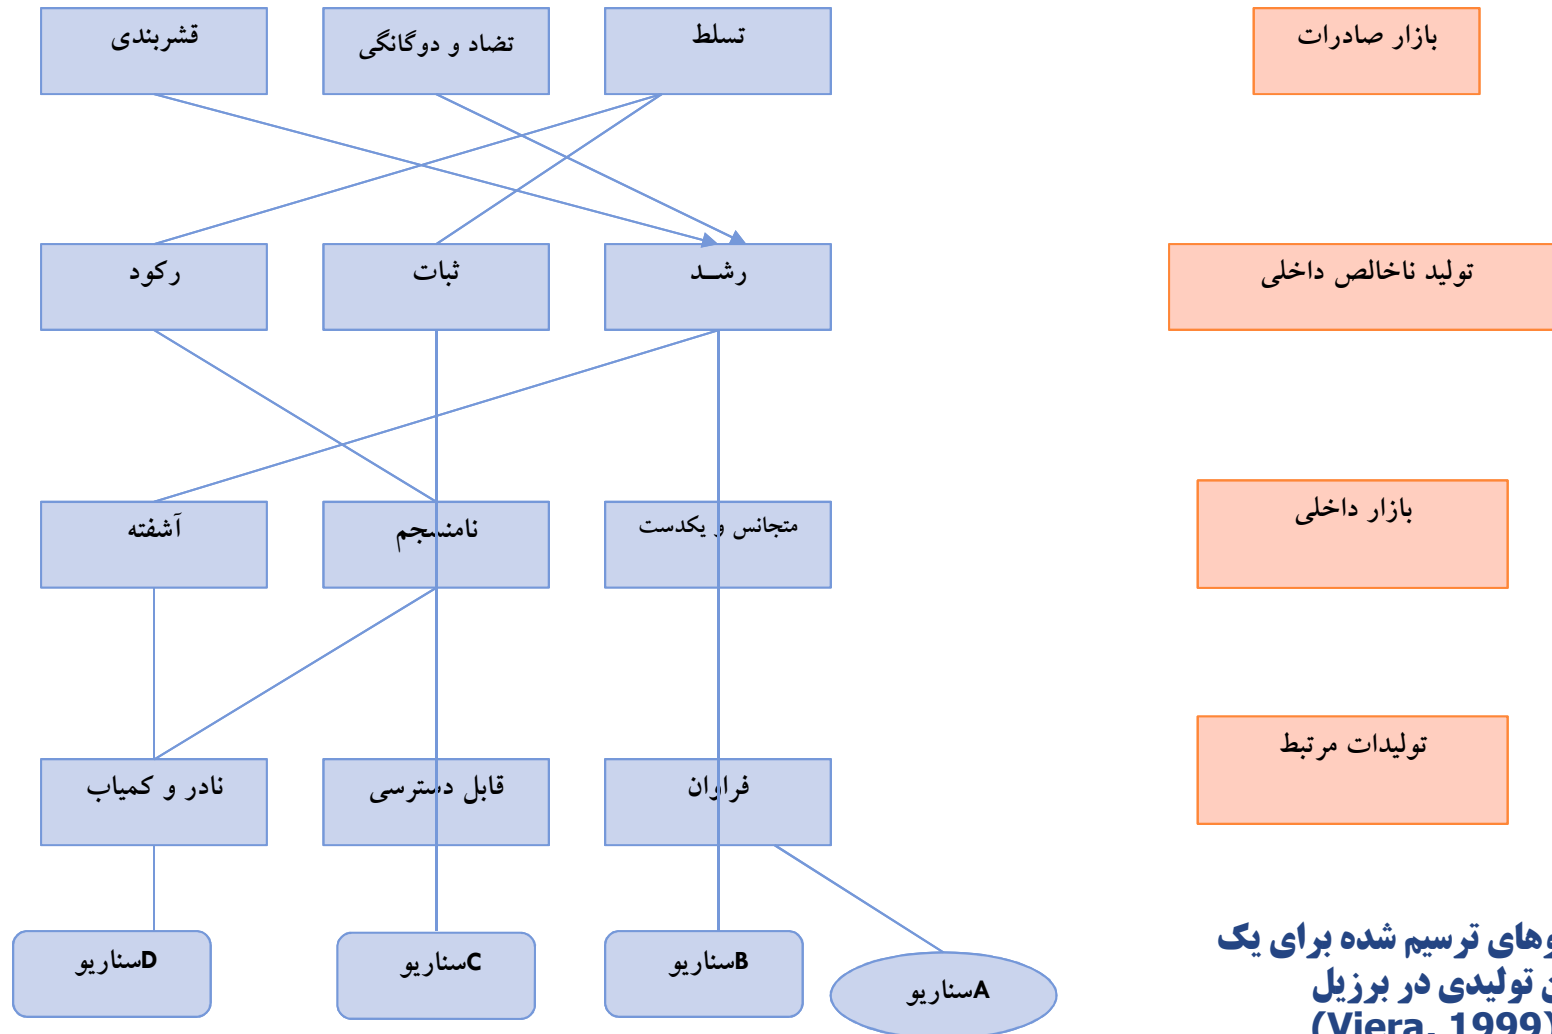 بازار صادرات
تسلط
تضاد و دوگانگی
قشربندی
تولید ناخالص داخلی
رشـد
ثبات
رکود
بازار داخلی
متجانس و یکدست
نامنسجم
آشفته
تولیدات مرتبط
فراوان
قابل دسترسی
نادر و کمیاب
سناریوA
سناریوB
سناریوC
سناریوD
ترسیم شده برای یک
تولیدی در برزیل
(Viera, 1999)